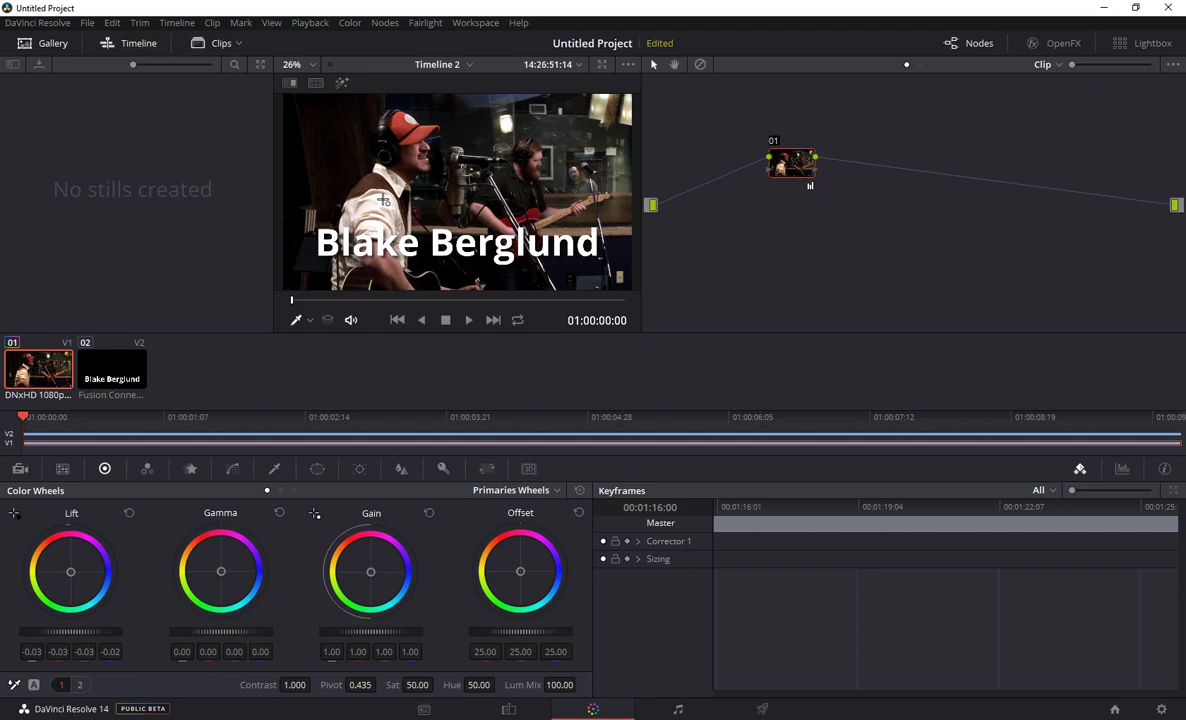 Untitled Project
DaVinci Resolve File Edit Trim Timeline Clip Mark View Playback Color Nodes Fairlight Workspace Help
Gallery Timeline Clips Untitled Project Edited Nodes OpenFX Lightbox
26% Timeline 2 14:26:51:14 Clip
No stills created
01
Blake Berglund
01:00:00:00
01 V1 02 V2
Blake Berglund
DNxHD 1080p... Fusion Conne...
01:00:00:00 01:00:01:07 01:00:02:14 01:00:03:21 01:00:04:28 01:00:06:05 01:00:07:12 01:00:08:19 01:00:09
V2
V1
3D
Color Wheels Primaries Wheels Keyframes All
00:01:16:00 00:01:16:01 00:01:19:04 00:01:22:07 00:01:25:
Lift Gamma Gain Offset Master
Corrector 1
Sizing
-0.03 -0.03 -0.03 -0.02 0.00 0.00 0.00 0.00 1.00 1.00 1.00 1.00 25.00 25.00 25.00
A 1 2 Contrast 1.000 Pivot 0.435 Sat 50.00 Hue 50.00 Lum Mix 100.00
DaVinci Resolve 14 PUBLIC BETA